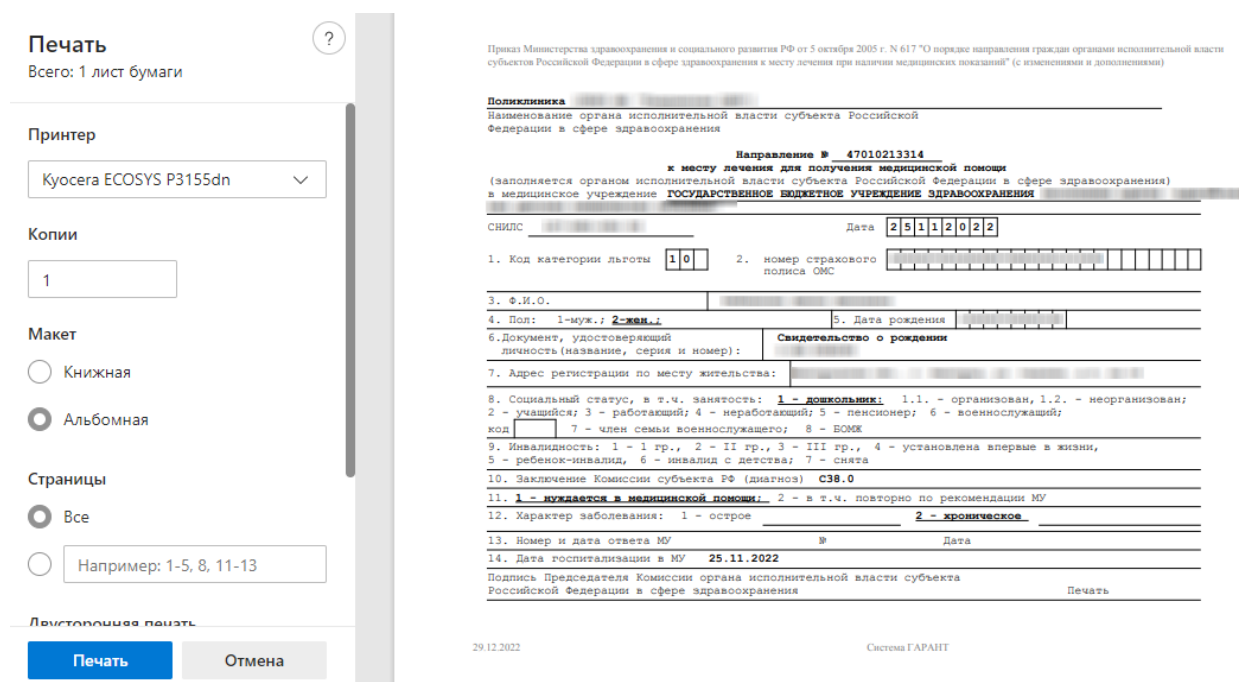 Печать
?
Всего: 1 лист бумаги
Принтер
Kyocera ECOSYS P3155dn
Копии
1
Макет
Книжная
Альбомная
Страницы
Все
Например: 1-5, 8, 11-13
Двусторонняя печать
Печать
Отмена
Приказ Министерства здравоохранения и социального развития РФ от 5 октября 2005 г. N 617 "О порядке направления граждан органами исполнительной власти
субъектов Российской Федерации в сфере здравоохранения к месту лечения при наличии медицинских показаний" (с изменениями и дополнениями)
Поликлиника
Наименование органа исполнительной власти субъекта Российской
Федерации в сфере здравоохранения
Направление № 47010213314
к месту лечения для получения медицинской помощи
(заполняется органом исполнительной власти субъекта Российской Федерации в сфере здравоохранения)
в медицинское учреждение ГОСУДАРСТВЕННОЕ БЮДЖЕТНОЕ УЧРЕЖДЕНИЕ ЗДРАВООХРАНЕНИЯ
СНИЛС Дата 25112022
1. Код категории льготы 10 2. номер страхового
полиса ОМС
3. Ф.И.О.
4. Пол: 1-муж.; 2-жен.; 5. Дата рождения
6.Документ, удостоверяющий Свидетельство о рождении
личность(название, серия и номер):
7. Адрес регистрации по месту жительства:
8. Социальный статус, в т.ч. занятость: 1 - дошкольник: 1.1. - организован, 1.2. - неорганизован;
2 - учащийся; 3 - работающий; 4 - неработающий; 5 - пенсионер; 6 - военнослужащий;
код 7 - член семьи военнослужащего; 8 - БОМЖ
9. Инвалидность: 1 - 1 гр., 2 - II гр., 3 - III гр., 4 - установлена впервые в жизни,
5 - ребенок-инвалид, 6 - инвалид с детства; 7 - снята
10. Заключение Комиссии субъекта РФ (диагноз) C38.0
11. 1 - нуждается в медицинской помощи; 2 - в т.ч. повторно по рекомендации МУ
12. Характер заболевания: 1 - острое 2 - хроническое
13. Номер и дата ответа МУ № Дата
14. Дата госпитализации в МУ 25.11.2022
Подпись Председателя Комиссии органа исполнительной власти субъекта
Российской Федерации в сфере здравоохранения Печать
29.12.2022 Система ГАРАНТ